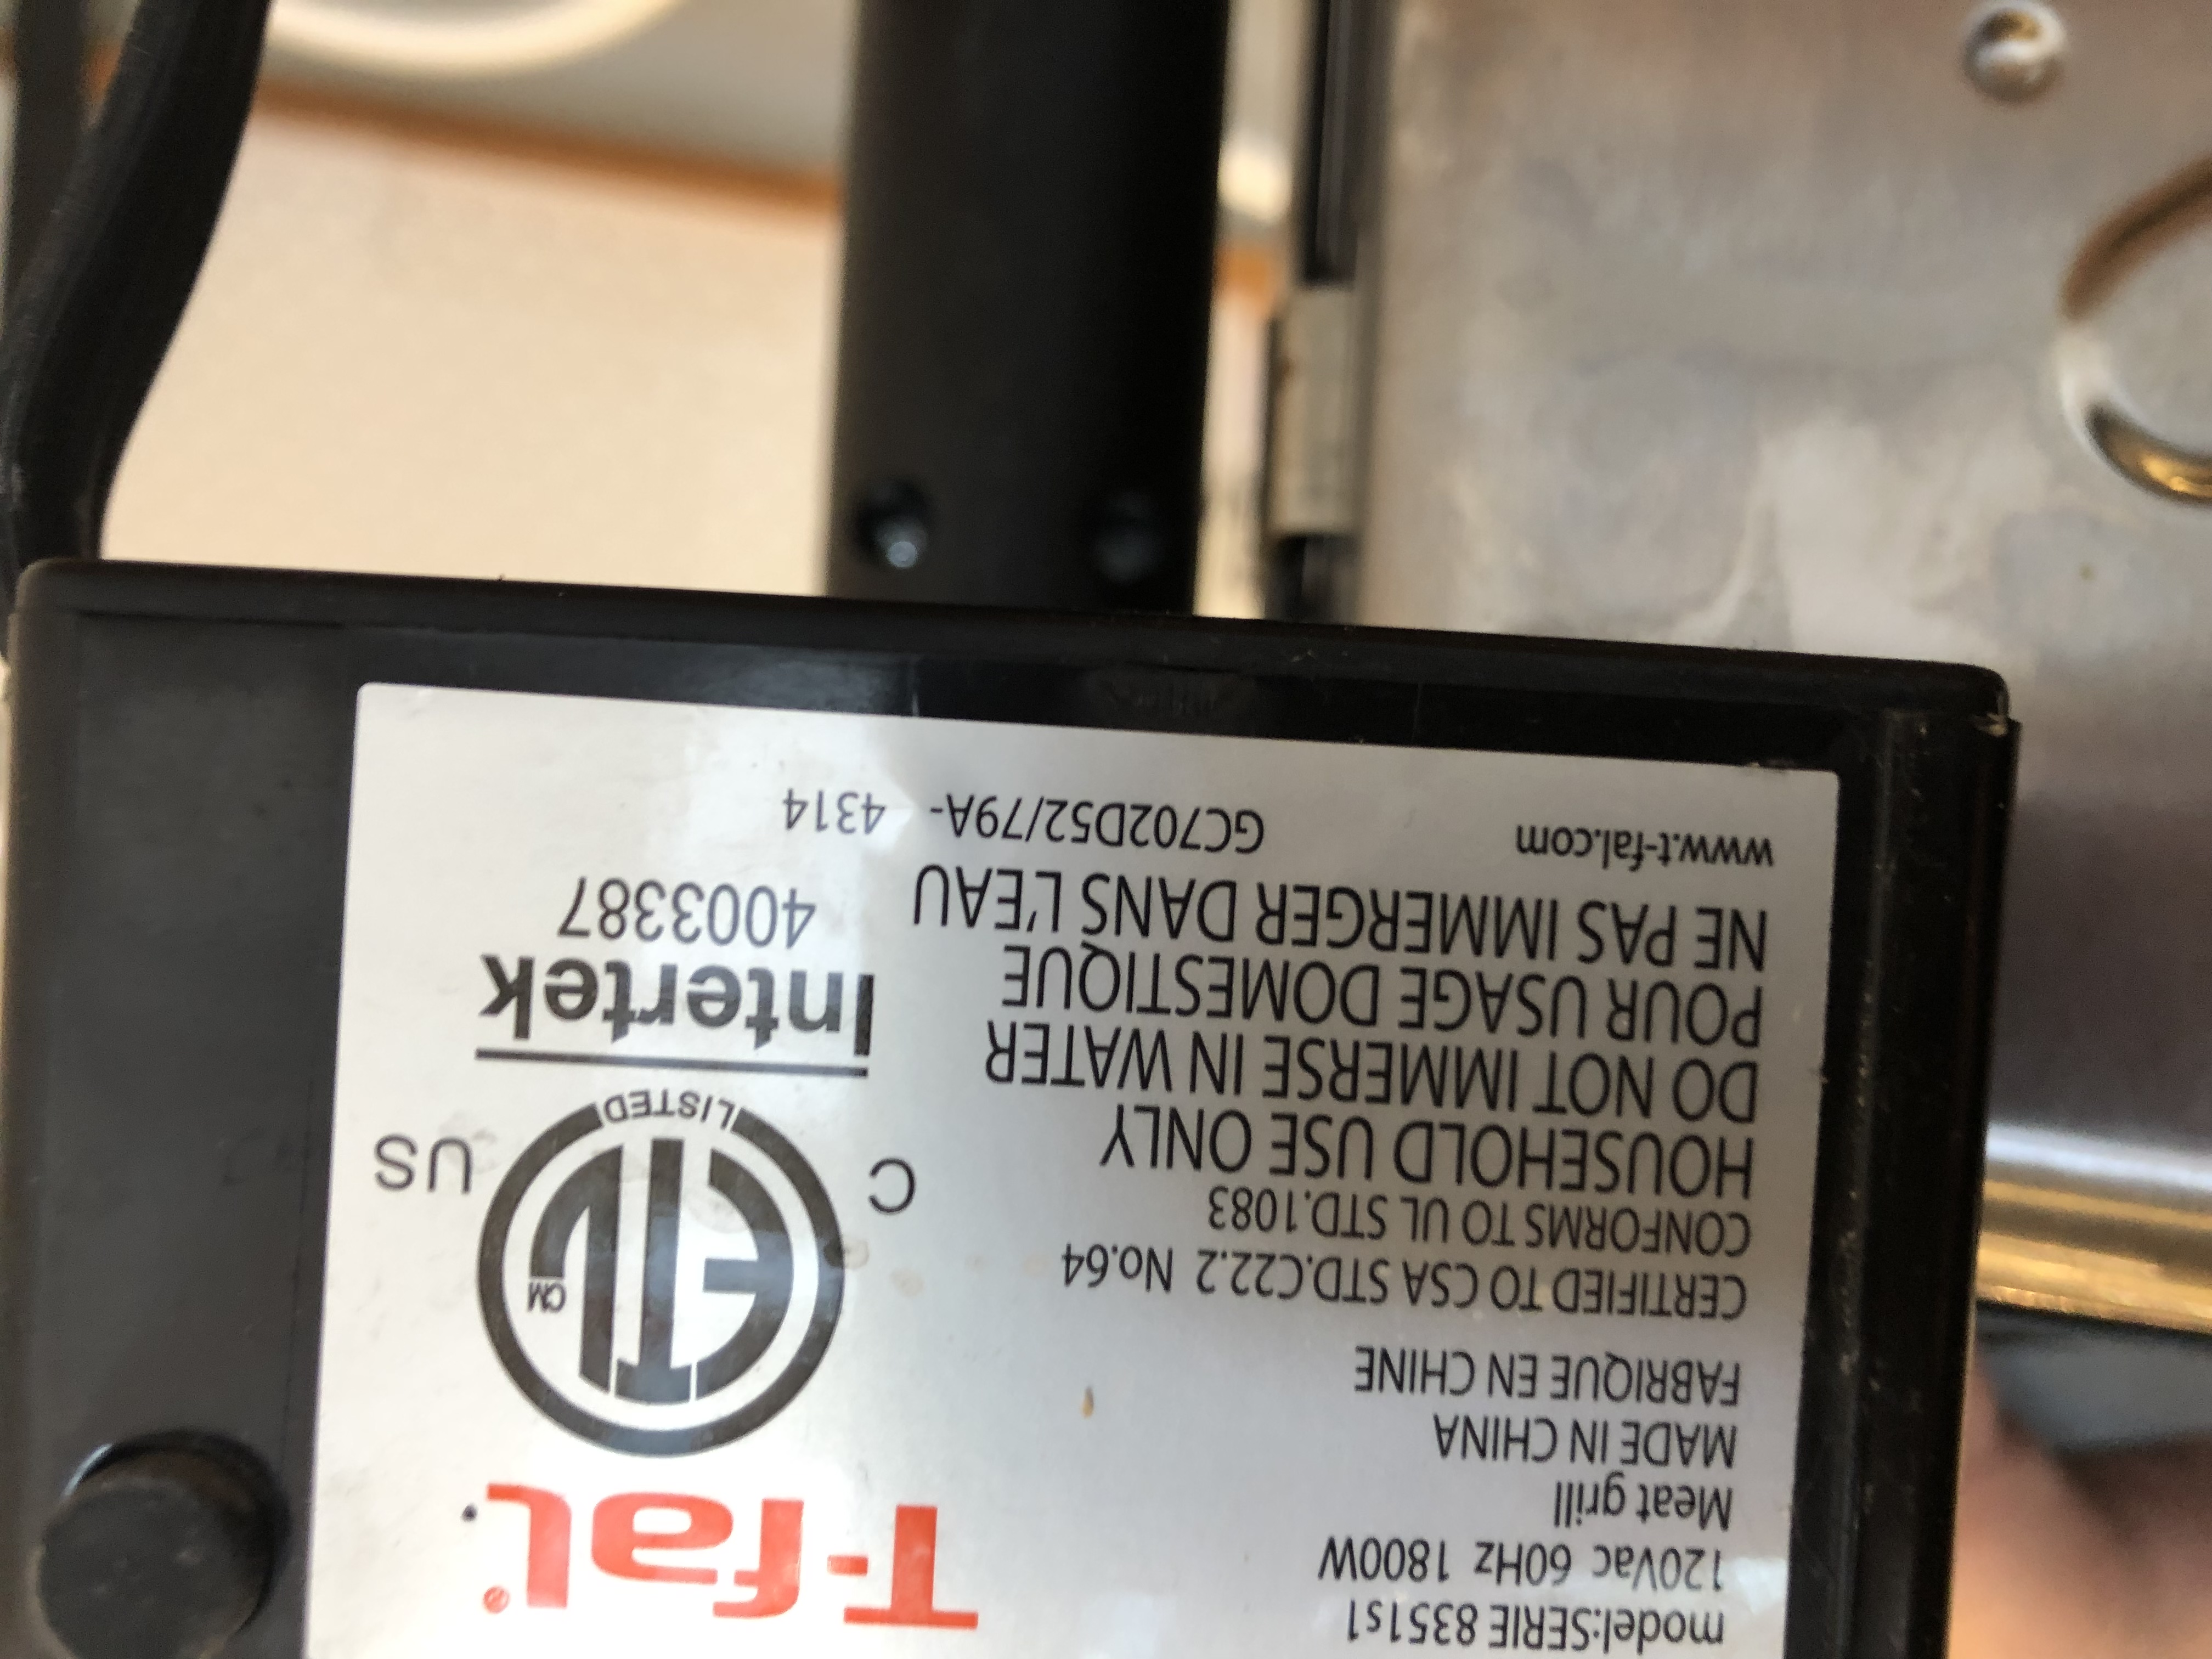 T-fal
model:SERIE 8351s1
120Vac 60Hz 1800W
Meat grill
MADE IN CHINA
FABRIQUE EN CHINE
CERTIFIED TO CSA STD.C22.2 No.64
CONFORMS TO UL STD.1083
HOUSEHOLD USE ONLY
DO NOT IMMERSE IN WATER
POUR USAGE DOMESTIQUE
NE PAS IMMERGER DANS L'EAU
www.t-fal.com GC702D52/79A- 4314
C ETL CM US
LISTED
Intertek
4003387